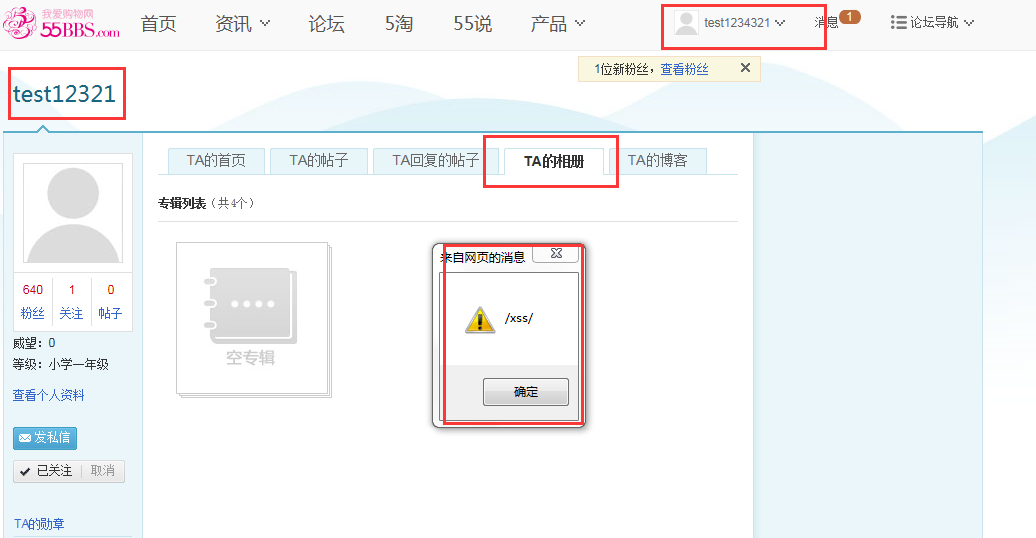 我爱购物网
55BBS.com
首页 资讯 论坛 5淘 55说 产品
test1234321 消息 1 论坛导航
1位新粉丝，查看粉丝
test12321
TA的首页 TA的帖子 TA回复的帖子 TA的相册 TA的博客
专辑列表（共4个）
空专辑
来自网页的消息
/xss/
确定
640 1 0
粉丝 关注 帖子
威望：0
等级：小学一年级
查看个人资料
发私信
已关注 取消
TA的勋章